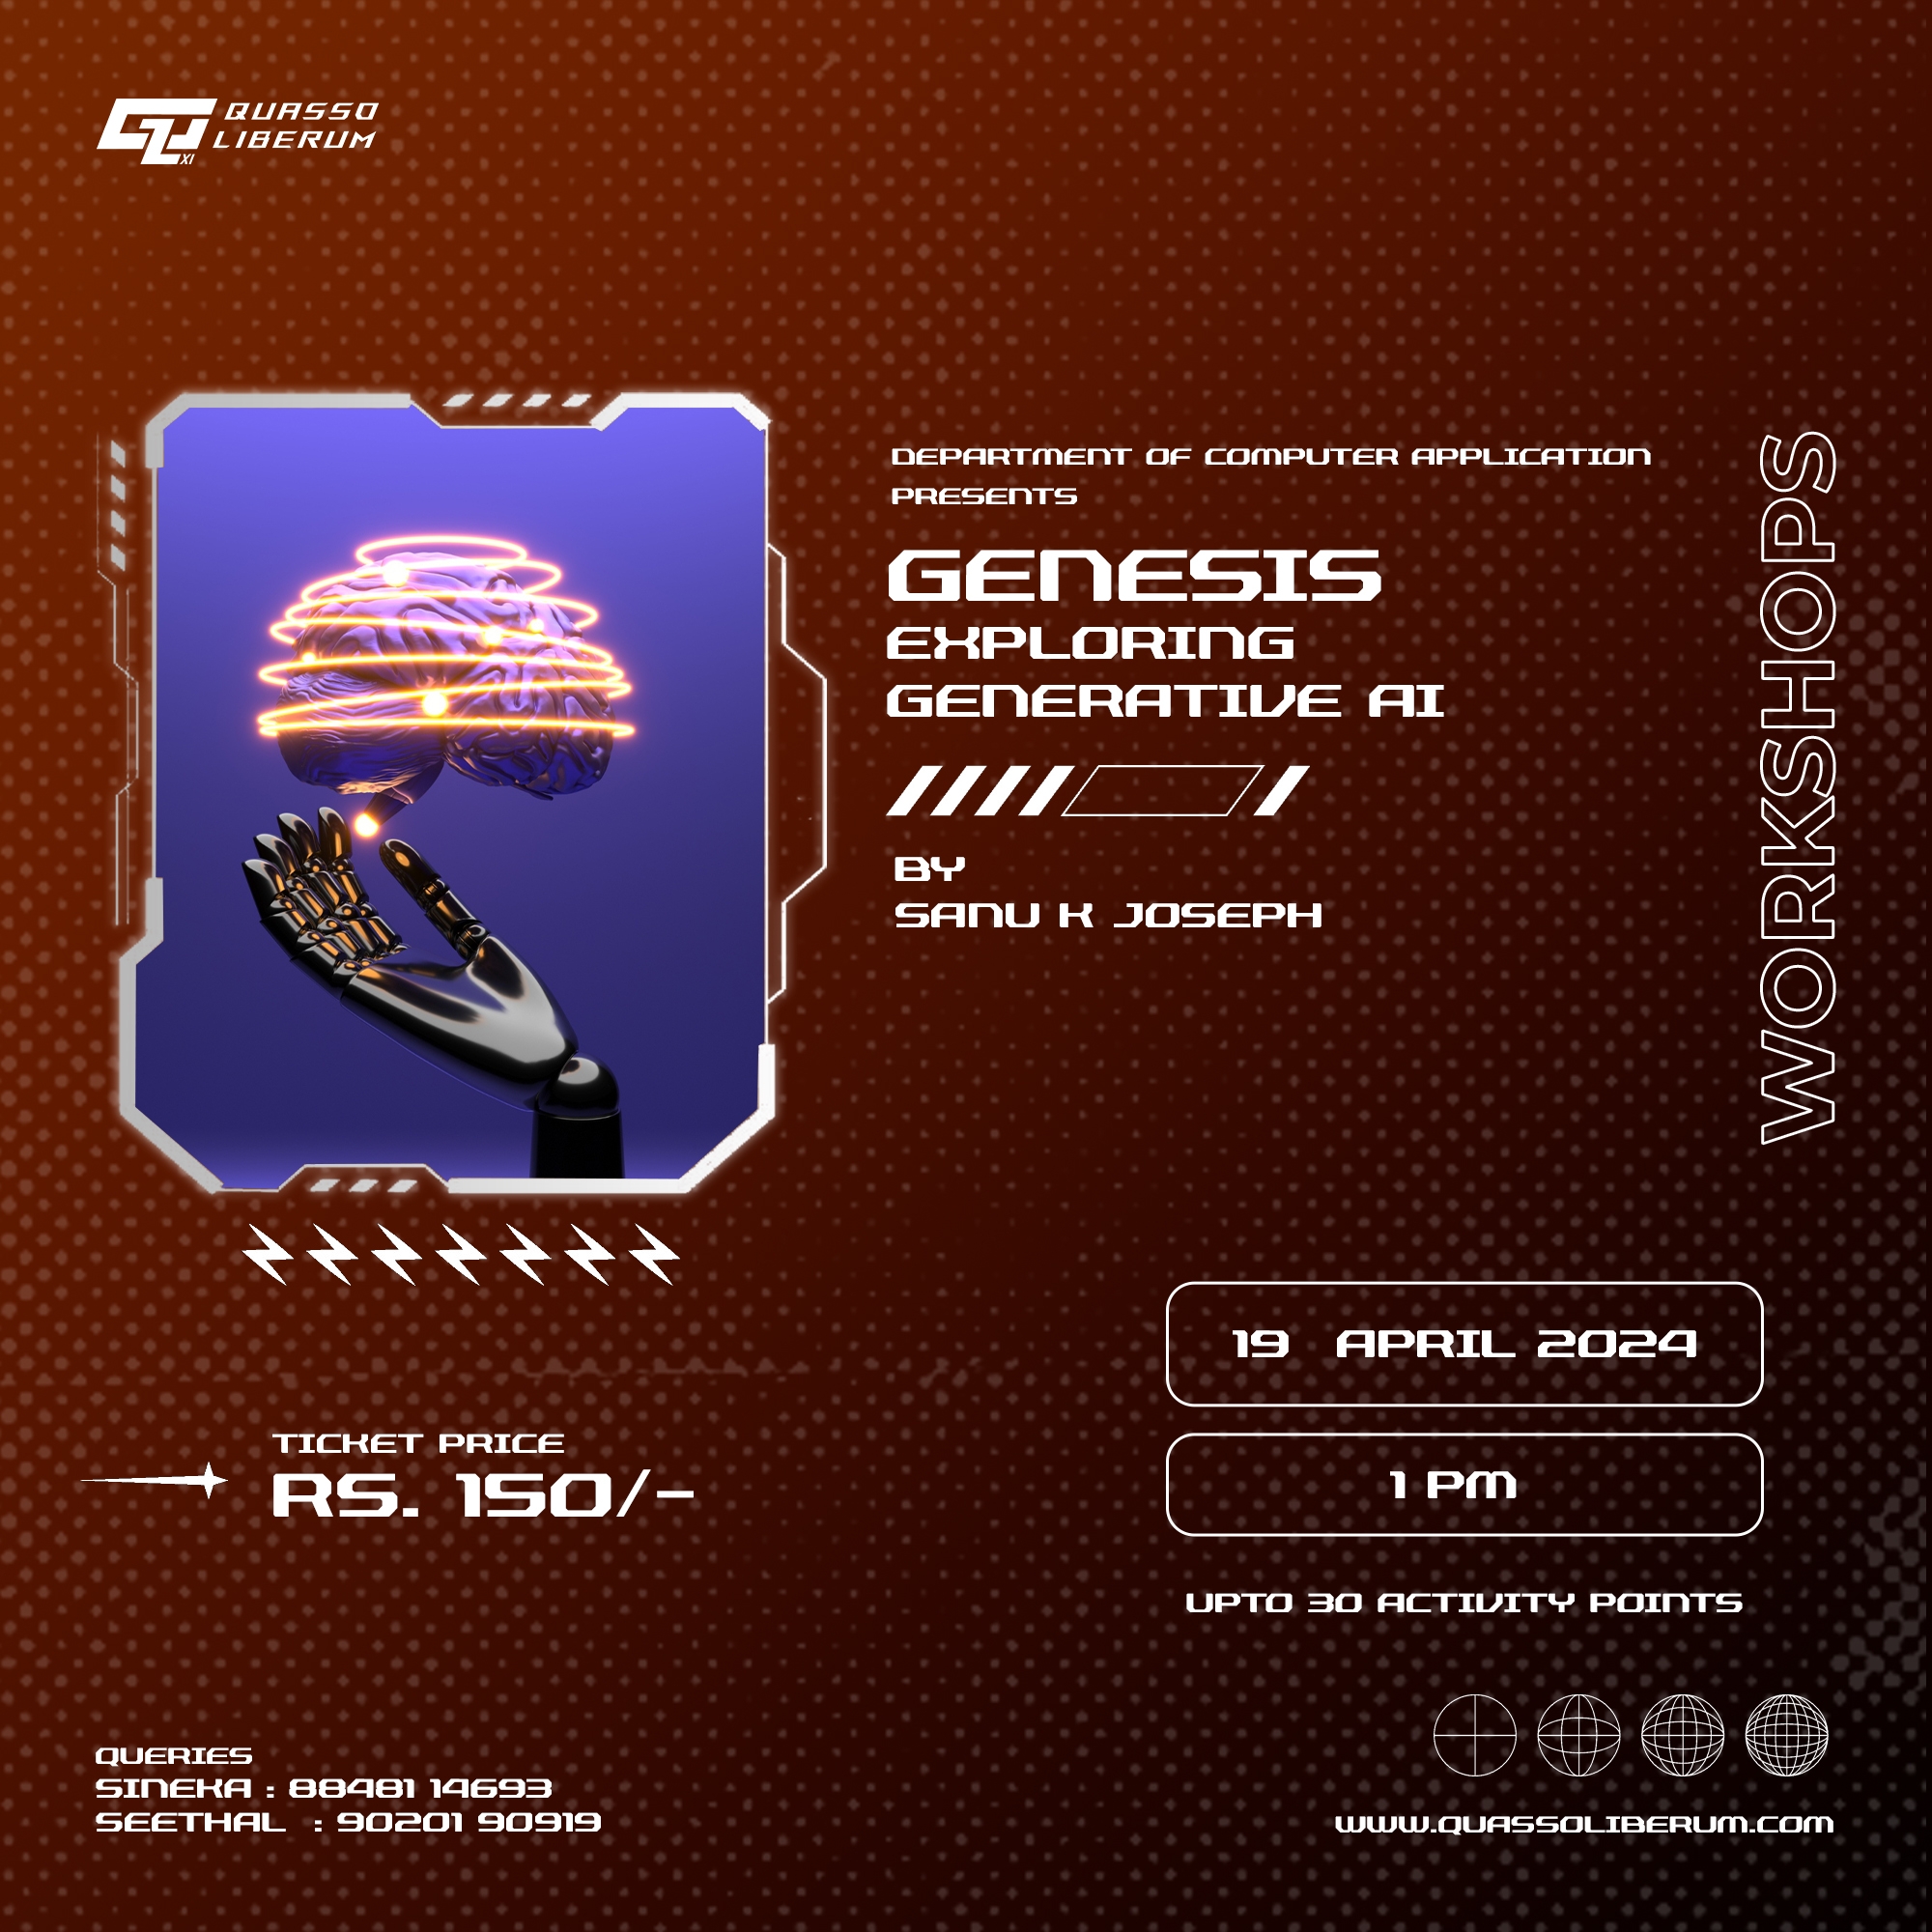 QUASSO
LIBERUM
XI
DEPARTMENT OF COMPUTER APPLICATION
PRESENTS
GENESIS
EXPLORING
GENERATIVE AI
BY
SANU K JOSEPH
WORKSHOPS
19 APRIL 2024
1 PM
UPTO 30 ACTIVITY POINTS
TICKET PRICE
RS. 150/-
QUERIES
SINEKA : 88481 14693
SEETHAL : 90201 90919
WWW.QUASSOLIBERUM.COM